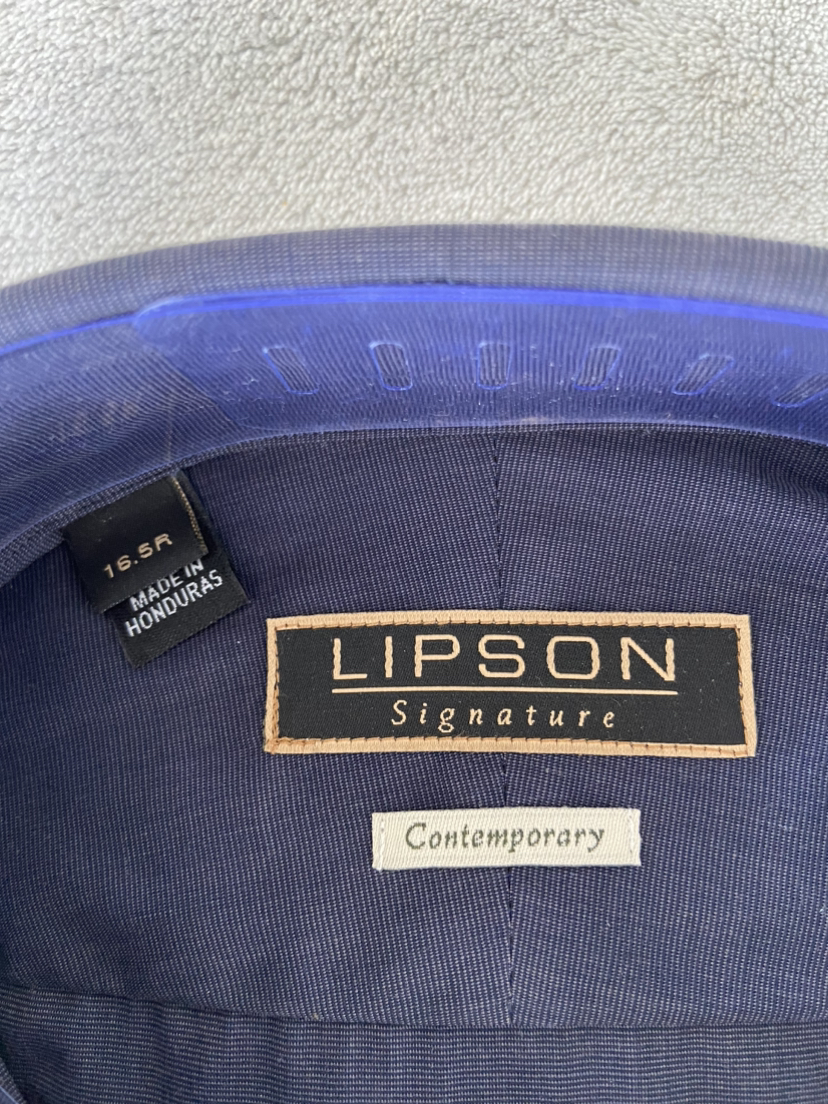 16.5R
MADE IN
HONDURAS
LIPSON
Signature
Contemporary